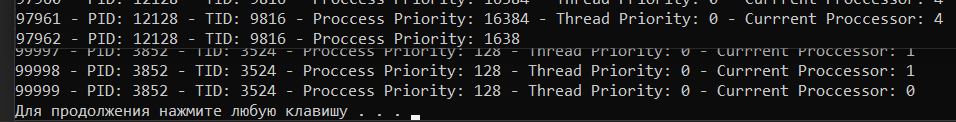 97960 - PID: 12128 - TID: 9816 - Proccess Priority: 16384 - Thread Priority: 0 - Currrent Proccessor: 4
97961 - PID: 12128 - TID: 9816 - Proccess Priority: 16384 - Thread Priority: 0 - Currrent Proccessor: 4
97962 - PID: 12128 - TID: 9816 - Proccess Priority: 1638
99997 - PID: 3852 - TID: 3524 - Proccess Priority: 128 - Thread Priority: 0 - Currrent Proccessor: 1
99998 - PID: 3852 - TID: 3524 - Proccess Priority: 128 - Thread Priority: 0 - Currrent Proccessor: 1
99999 - PID: 3852 - TID: 3524 - Proccess Priority: 128 - Thread Priority: 0 - Currrent Proccessor: 0
Для продолжения нажмите любую клавишу . . .